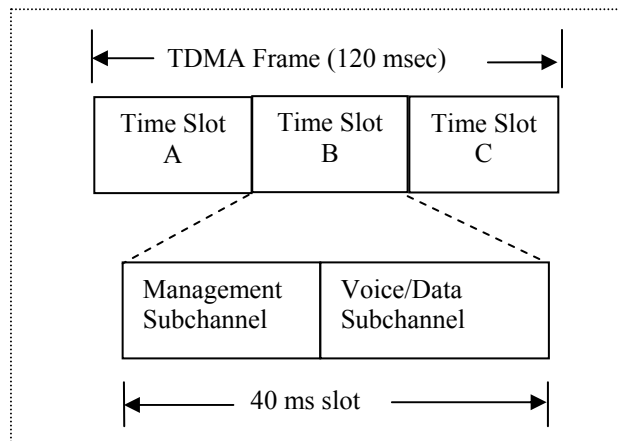 TDMA Frame (120 msec)
Time Slot
A
Time Slot
B
Time Slot
C
Management
Subchannel
Voice/Data
Subchannel
40 ms slot